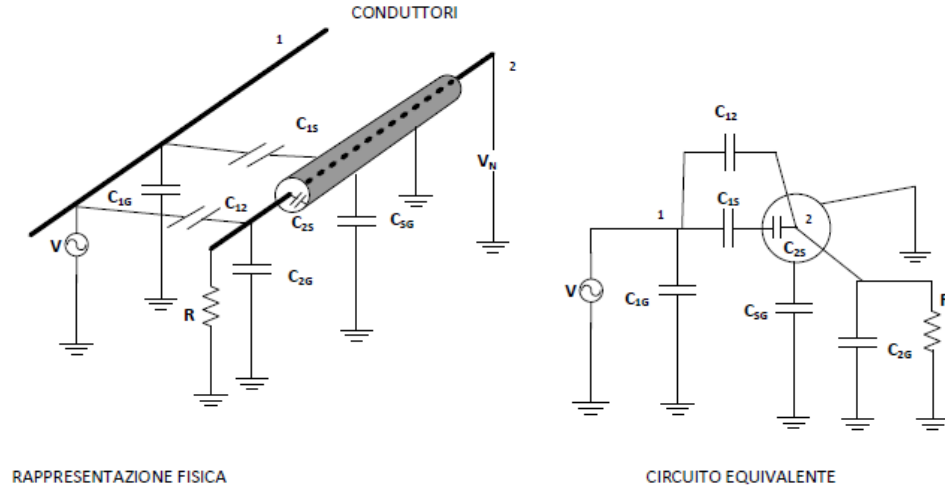 CONDUTTORI
1
2
C1S
VN
C1G
C12
C2S
CSG
V
C2G
R
RAPPRESENTAZIONE FISICA
C12
1
C1S
2
C2S
V
C1G
CSG
C2G
R
CIRCUITO EQUIVALENTE